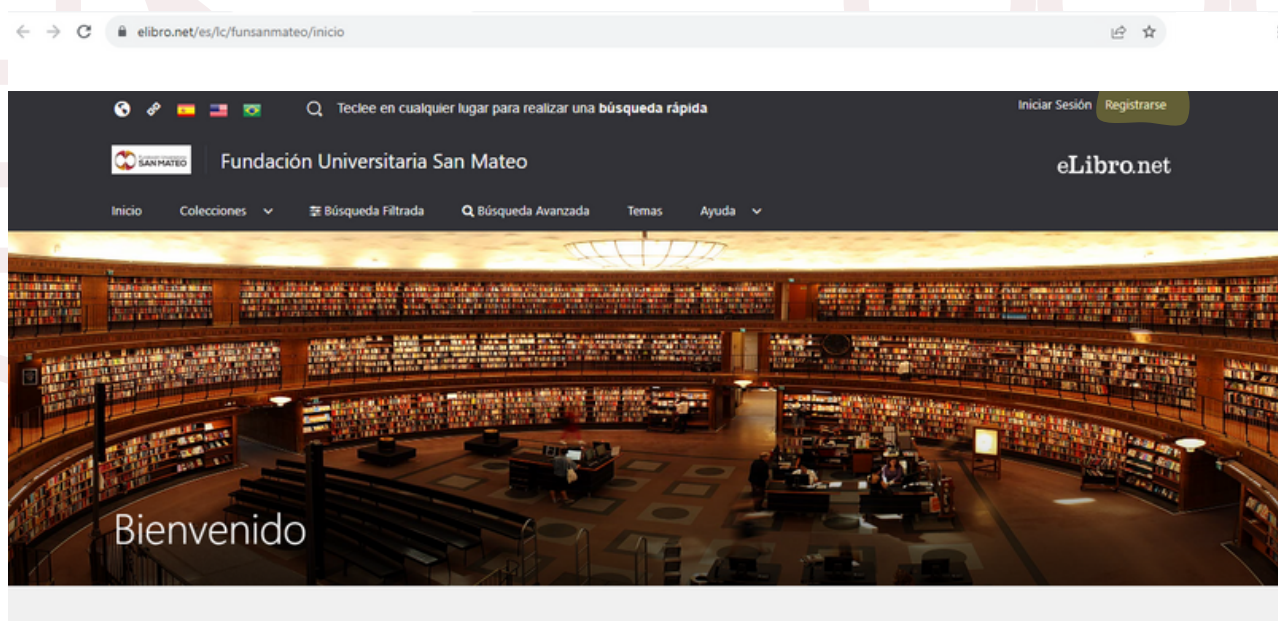 elibro.net/es/lc/funsanmateo/inicio
Teclee en cualquier lugar para realizar una búsqueda rápida
Iniciar Sesión Registrarse
SAN MATEO
Fundación Universitaria San Mateo
eLibro.net
Inicio Colecciones Búsqueda Filtrada Búsqueda Avanzada Temas Ayuda
Bienvenido